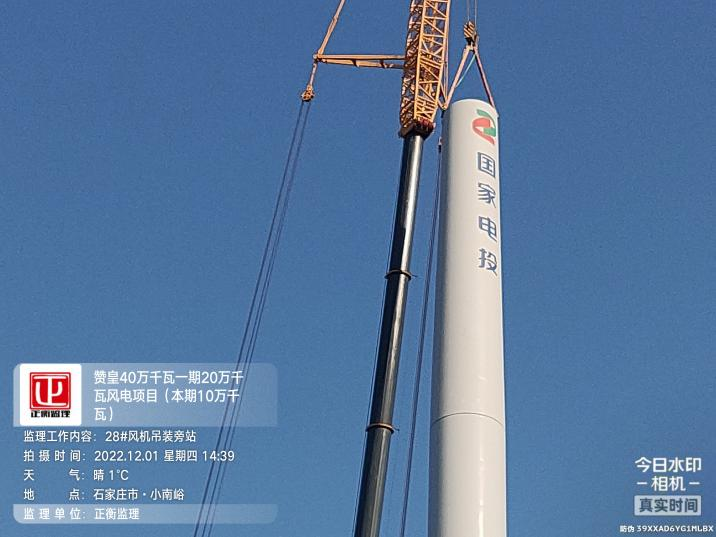 国家电投
正衡监理
赞皇40万千瓦一期20万千
瓦风电项目（本期10万千
瓦）
监理工作内容：28#风机吊装旁站
拍摄时间：2022.12.01 星期四 14:39
天气：晴 1℃
地点：石家庄市·小南峪
监理单位：正衡监理
今日水印
相机
真实时间
防伪 39XXAD6YG1MLBX